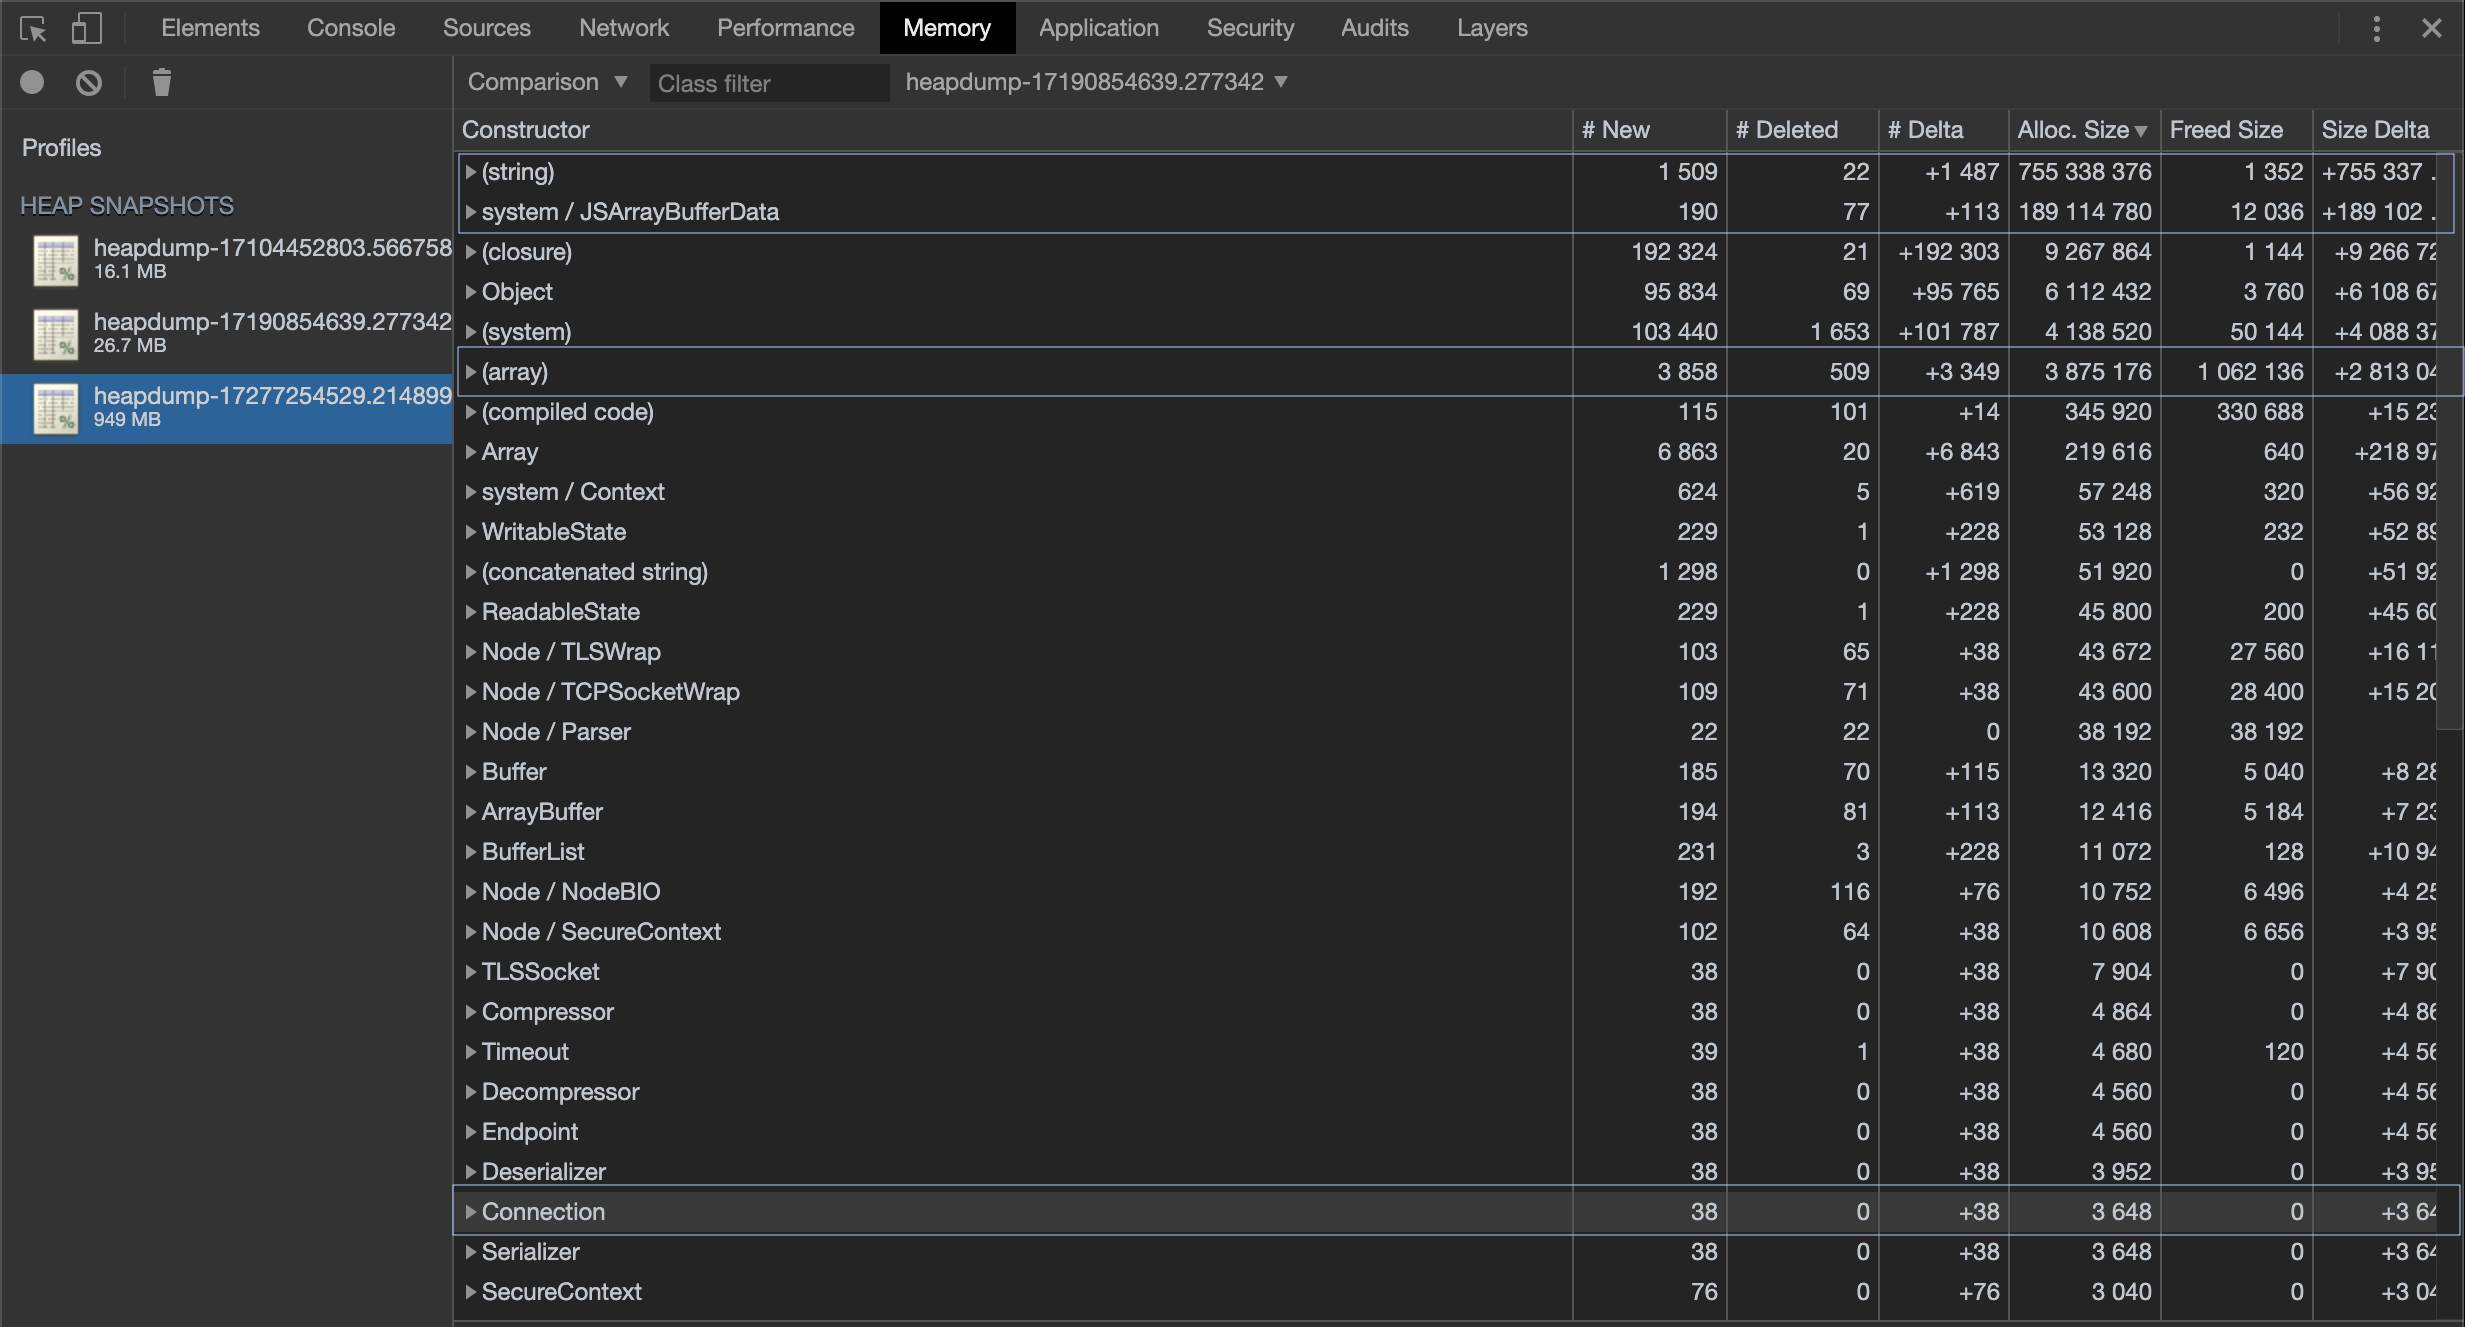 Elements Console Sources Network Performance Memory Application Security Audits Layers
Comparison ▼ Class filter heapdump-17190854639.277342 ▼
Profiles
HEAP SNAPSHOTS
heapdump-17104452803.566758
16.1 MB
heapdump-17190854639.277342
26.7 MB
heapdump-17277254529.214899
949 MB
Constructor # New # Deleted # Delta Alloc. Size ▼ Freed Size Size Delta
(string) 1 509 22 +1 487 755 338 376 1 352 +755 337 .
system / JSArrayBufferData 190 77 +113 189 114 780 12 036 +189 102 .
(closure) 192 324 21 +192 303 9 267 864 1 144 +9 266 72
Object 95 834 69 +95 765 6 112 432 3 760 +6 108 67
(system) 103 440 1 653 +101 787 4 138 520 50 144 +4 088 37
(array) 3 858 509 +3 349 3 875 176 1 062 136 +2 813 04
(compiled code) 115 101 +14 345 920 330 688 +15 23
Array 6 863 20 +6 843 219 616 640 +218 97
system / Context 624 5 +619 57 248 320 +56 92
WritableState 229 1 +228 53 128 232 +52 89
(concatenated string) 1 298 0 +1 298 51 920 0 +51 92
ReadableState 229 1 +228 45 800 200 +45 60
Node / TLSWrap 103 65 +38 43 672 27 560 +16 11
Node / TCPSocketWrap 109 71 +38 43 600 28 400 +15 20
Node / Parser 22 22 0 38 192 38 192
Buffer 185 70 +115 13 320 5 040 +8 28
ArrayBuffer 194 81 +113 12 416 5 184 +7 23
BufferList 231 3 +228 11 072 128 +10 94
Node / NodeBIO 192 116 +76 10 752 6 496 +4 25
Node / SecureContext 102 64 +38 10 608 6 656 +3 95
TLSSocket 38 0 +38 7 904 0 +7 90
Compressor 38 0 +38 4 864 0 +4 86
Timeout 39 1 +38 4 680 120 +4 56
Decompressor 38 0 +38 4 560 0 +4 56
Endpoint 38 0 +38 4 560 0 +4 56
Deserializer 38 0 +38 3 952 0 +3 95
Connection 38 0 +38 3 648 0 +3 64
Serializer 38 0 +38 3 648 0 +3 64
SecureContext 76 0 +76 3 040 0 +3 04